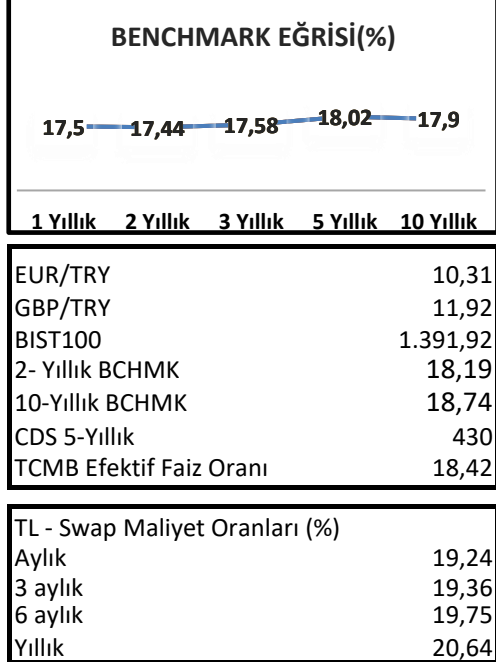 BENCHMARK EĞRİSİ(%)
17,5 17,44 17,58 18,02 17,9
1 Yıllık 2 Yıllık 3 Yıllık 5 Yıllık 10 Yıllık
EUR/TRY 10,31
GBP/TRY 11,92
BIST100 1.391,92
2- Yıllık BCHMK 18,19
10-Yıllık BCHMK 18,74
CDS 5-Yıllık 430
TCMB Efektif Faiz Oranı 18,42
TL - Swap Maliyet Oranları (%)
Aylık 19,24
3 aylık 19,36
6 aylık 19,75
Yıllık 20,64